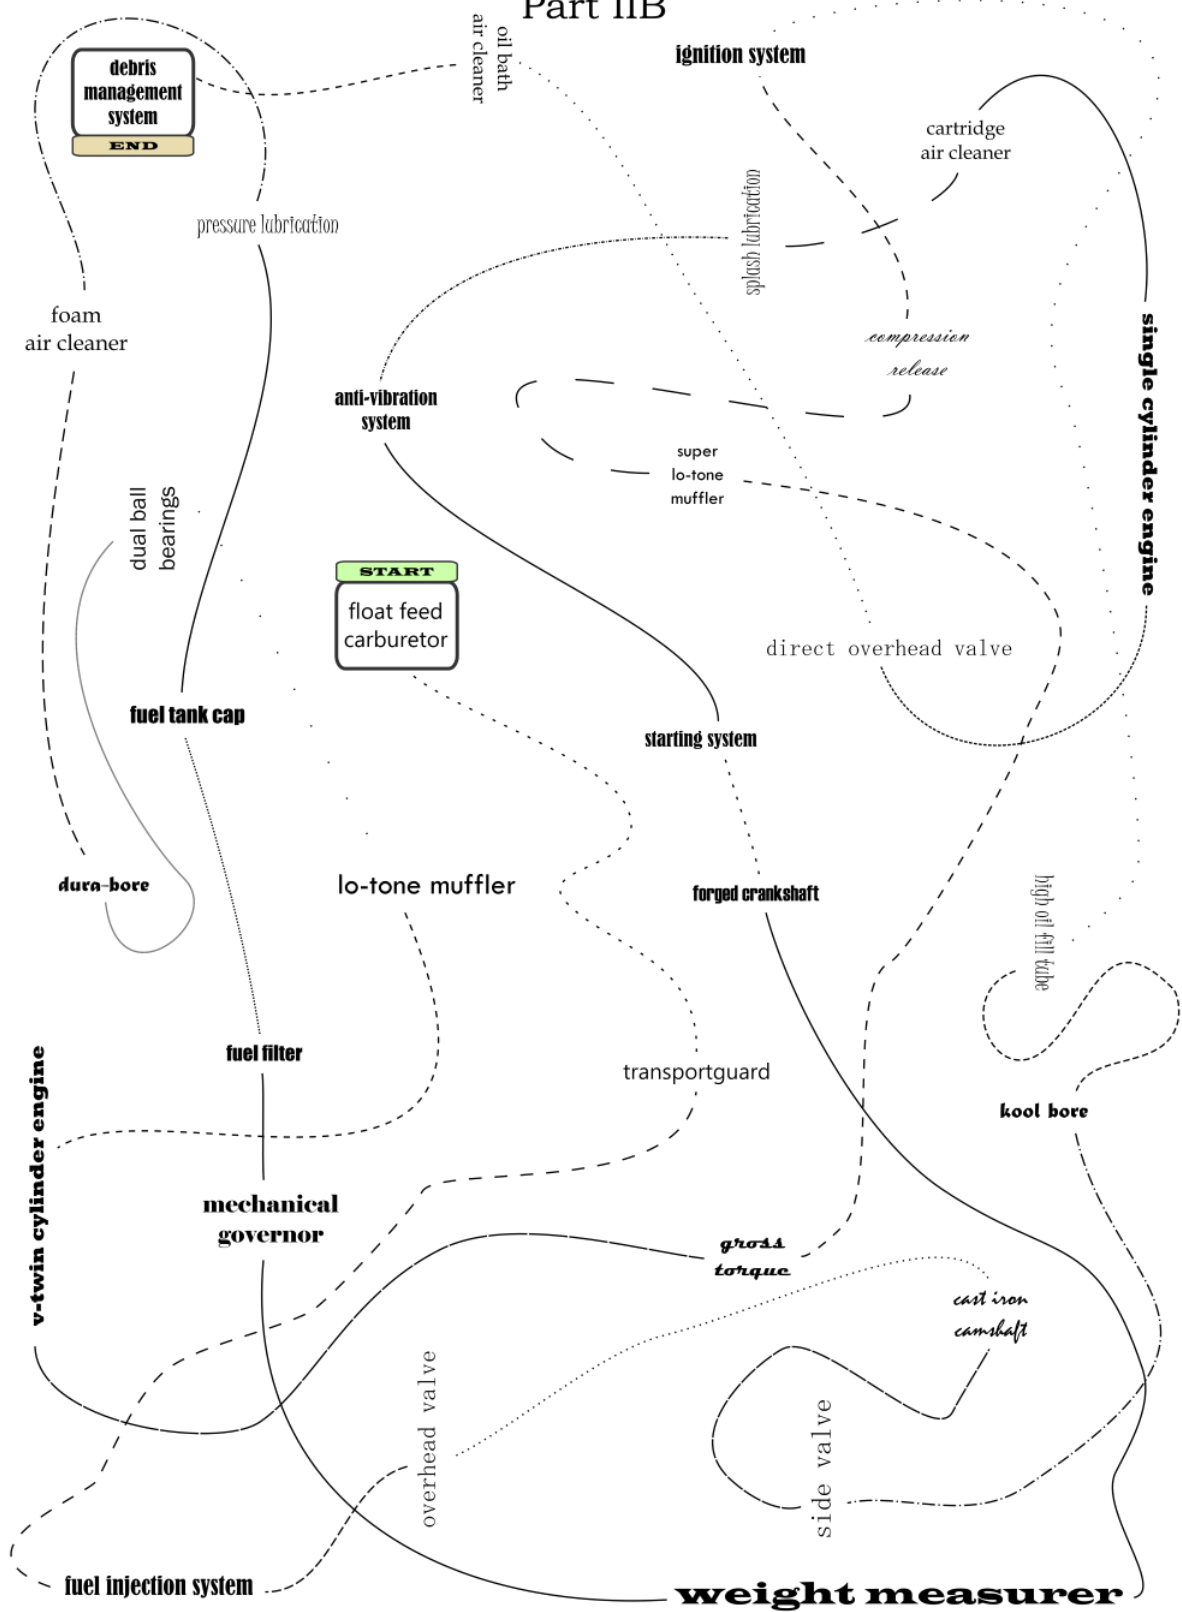 Part IIB
debris
management
system
END
oil bath
air cleaner
ignition system
cartridge
air cleaner
pressure lubrication
splash lubrication
foam
air cleaner
compression
release
single cylinder engine
anti-vibration
system
super
lo-tone
muffler
dual ball
bearings
START
float feed
carburetor
direct overhead valve
fuel tank cap
starting system
dura-bore
lo-tone muffler
forged crankshaft
high oil fill tube
fuel filter
transportguard
kool bore
v-twin cylinder engine
mechanical
governor
gross
torque
cast iron
camshaft
overhead valve
side valve
fuel injection system
weight measurer